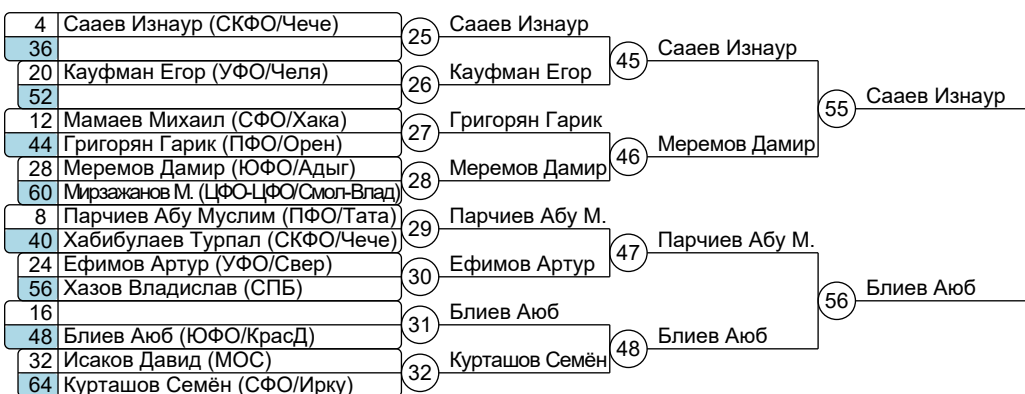 4 Сааев Изнаур (СКФО/Чече)
36
25
Сааев Изнаур
20 Кауфман Егор (УФО/Челя)
52
26
Кауфман Егор
45
Сааев Изнаур
12 Мамаев Михаил (СФО/Хака)
44 Григорян Гарик (ПФО/Орен)
27
Григорян Гарик
28 Меремов Дамир (ЮФО/Адыг)
60 Мирзажанов М. (ЦФО-ЦФО/Смол-Влад)
28
Меремов Дамир
46
Меремов Дамир
55
Сааев Изнаур
8 Парчиев Абу Муслим (ПФО/Тата)
40 Хабибулаев Турпал (СКФО/Чече)
29
Парчиев Абу М.
24 Ефимов Артур (УФО/Свер)
56 Хазов Владислав (СПБ)
30
Ефимов Артур
47
Парчиев Абу М.
16
48 Блиев Аюб (ЮФО/КрасД)
31
Блиев Аюб
32 Исаков Давид (МОС)
64 Курташов Семён (СФО/Ирку)
32
Курташов Семён
48
Блиев Аюб
56
Блиев Аюб